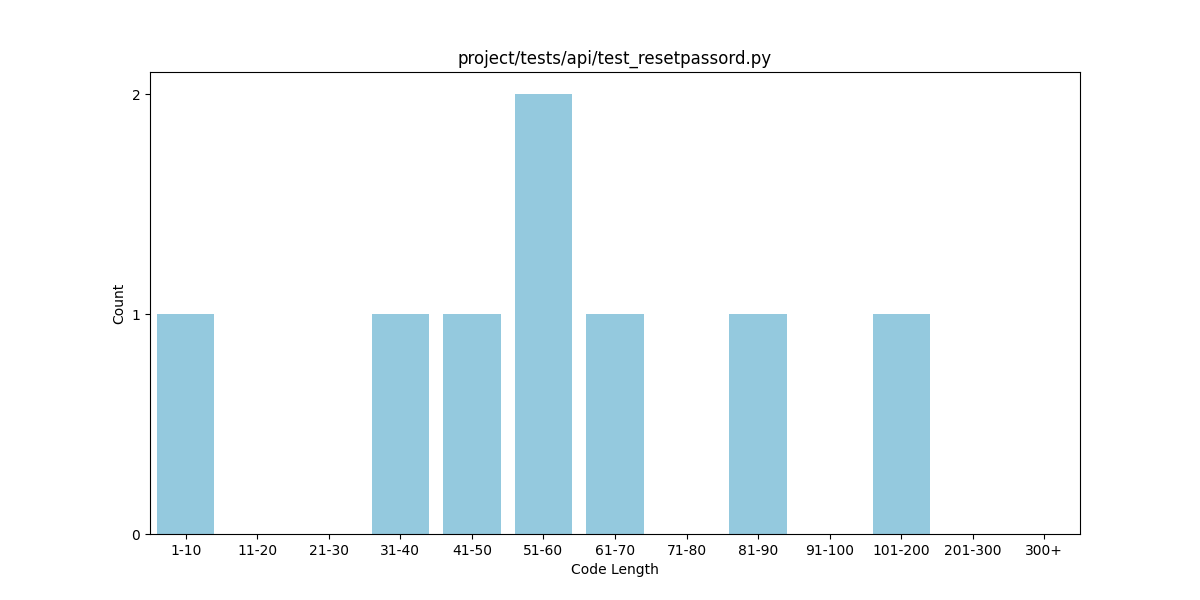 project/tests/api/test_resetpassord.py
Count
2
1
0
1-10 11-20 21-30 31-40 41-50 51-60 61-70 71-80 81-90 91-100 101-200 201-300 300+
Code Length